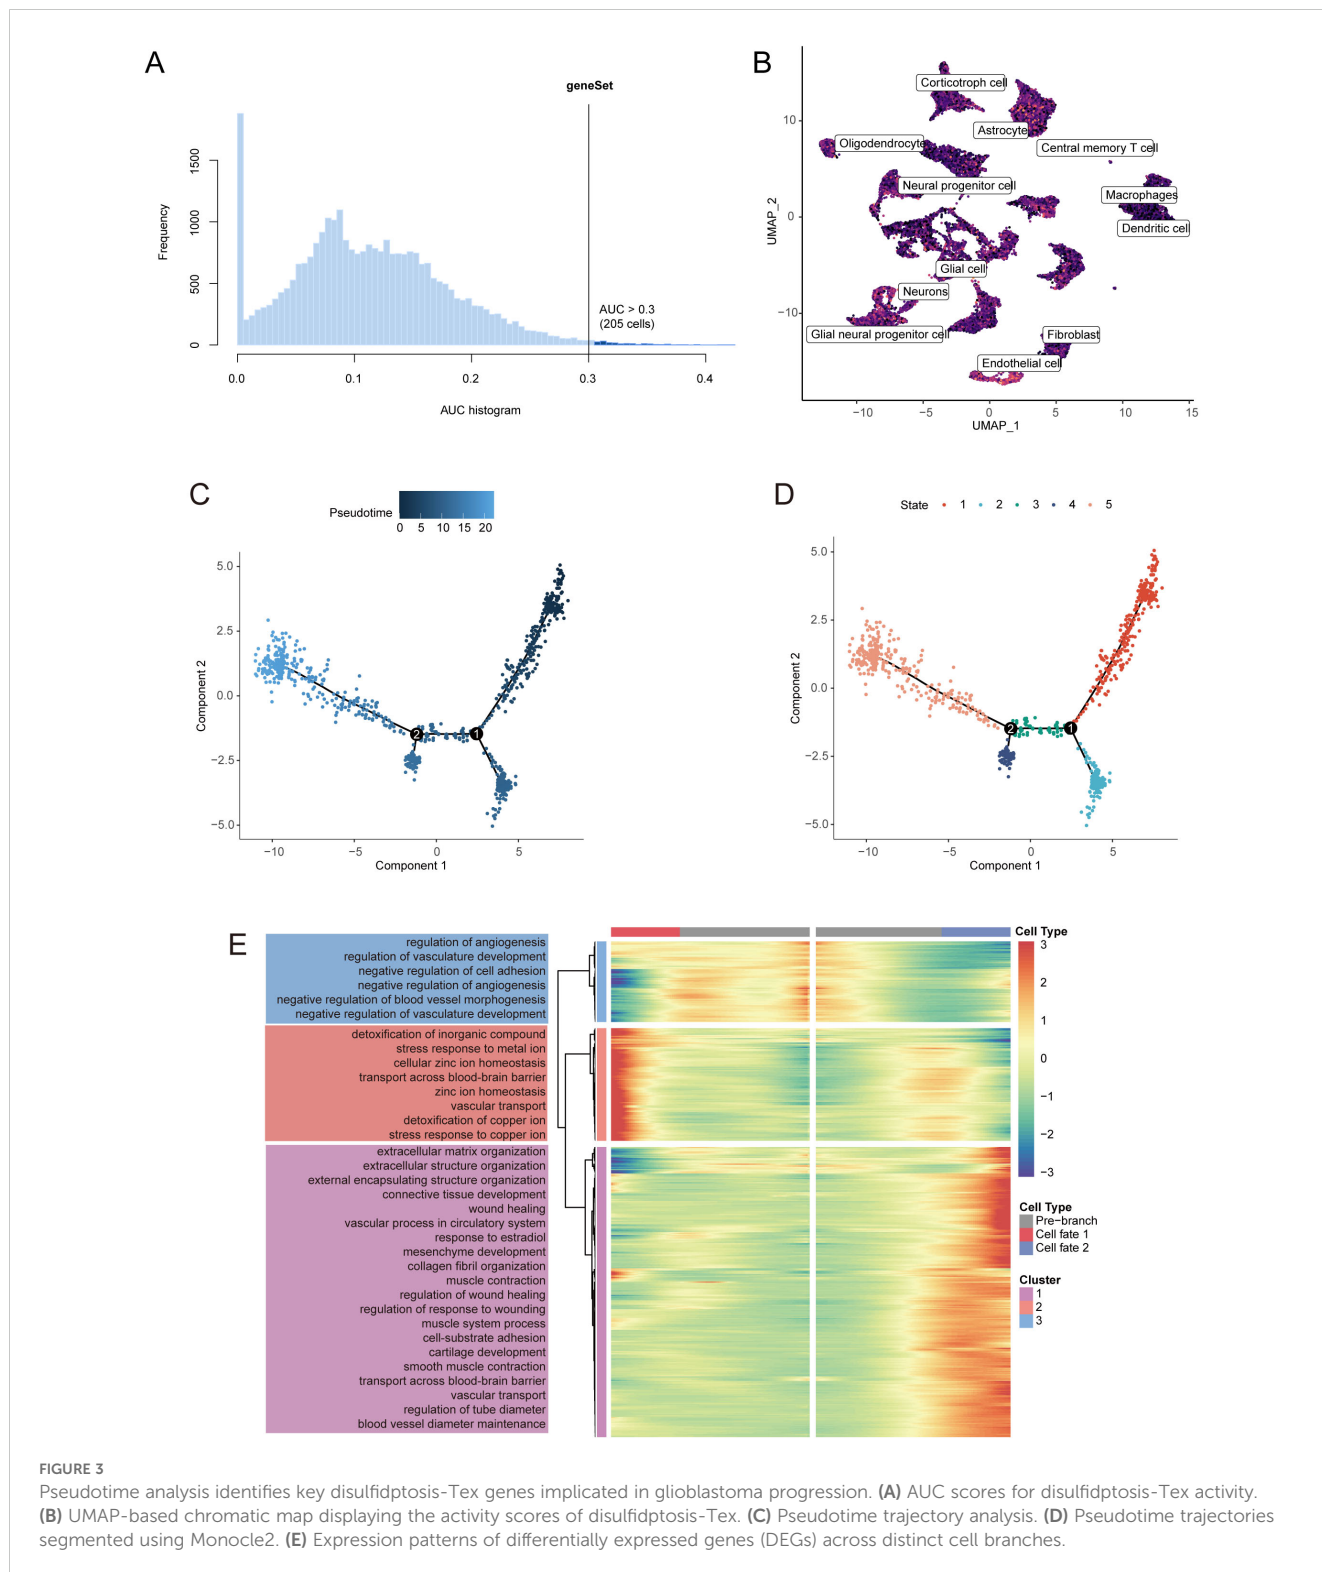 A
geneSet
Frequency
1500
1000
500
0
AUC > 0.3
(205 cells)
0.0 0.1 0.2 0.3 0.4
AUC histogram
B
UMAP_2
10
0
−10
Corticotroph cell
Astrocyte
Central memory T cell
Oligodendrocyte
Neural progenitor cell
Macrophages
Dendritic cell
Glial cell
Neurons
Glial neural progenitor cell
Fibroblast
Endothelial cell
−10 −5 0 5 10 15
UMAP_1
C
Pseudotime
0 5 10 15 20
Component 2
5.0
2.5
0.0
−2.5
−5.0
2 1
−10 −5 0 5
Component 1
D
State 1 2 3 4 5
Component 2
5.0
2.5
0.0
−2.5
−5.0
2 1
−10 −5 0 5
Component 1
E
regulation of angiogenesis
regulation of vasculature development
negative regulation of cell adhesion
negative regulation of angiogenesis
negative regulation of blood vessel morphogenesis
negative regulation of vasculature development
detoxification of inorganic compound
stress response to metal ion
cellular zinc ion homeostasis
transport across blood-brain barrier
zinc ion homeostasis
vascular transport
detoxification of copper ion
stress response to copper ion
extracellular matrix organization
extracellular structure organization
external encapsulating structure organization
connective tissue development
wound healing
vascular process in circulatory system
response to estradiol
mesenchyme development
collagen fibril organization
muscle contraction
regulation of wound healing
regulation of response to wounding
muscle system process
cell-substrate adhesion
cartilage development
smooth muscle contraction
transport across blood-brain barrier
vascular transport
regulation of tube diameter
blood vessel diameter maintenance
Cell Type
3
2
1
0
−1
−2
−3
Cell Type
Pre−branch
Cell fate 1
Cell fate 2
Cluster
1
2
3
FIGURE 3
Pseudotime analysis identifies key disulfidptosis-Tex genes implicated in glioblastoma progression. (A) AUC scores for disulfidptosis-Tex activity.
(B) UMAP-based chromatic map displaying the activity scores of disulfidptosis-Tex. (C) Pseudotime trajectory analysis. (D) Pseudotime trajectories
segmented using Monocle2. (E) Expression patterns of differentially expressed genes (DEGs) across distinct cell branches.